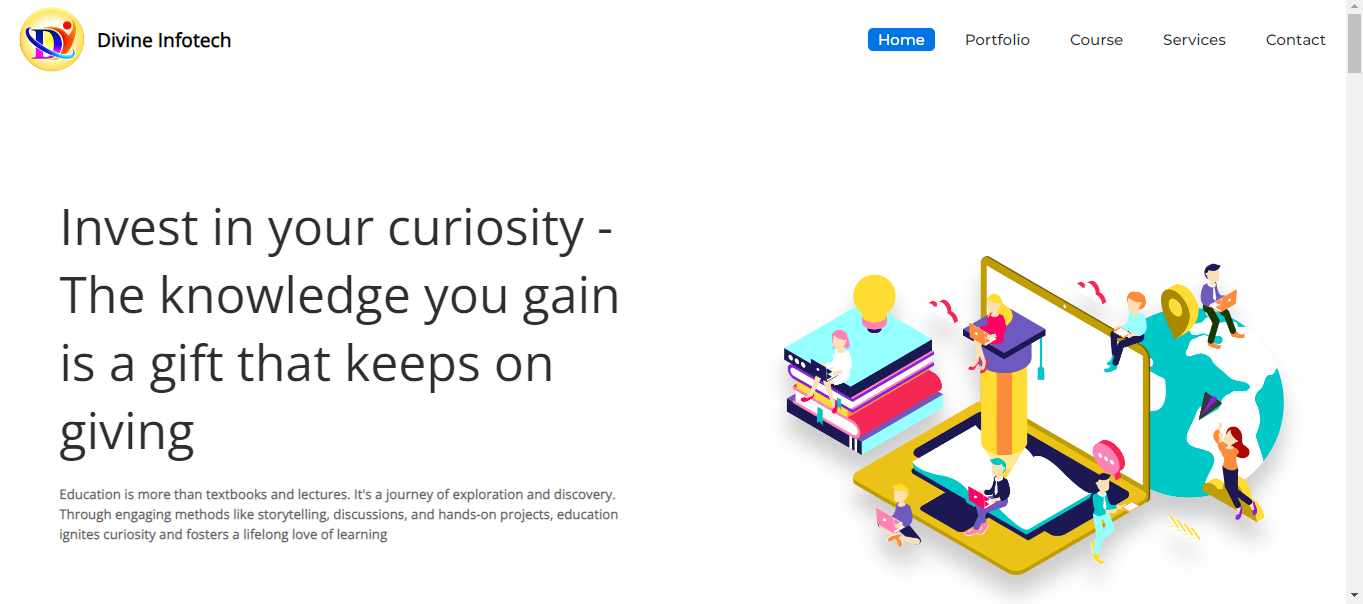 Divine Infotech
Home Portfolio Course Services Contact
Invest in your curiosity -
The knowledge you gain
is a gift that keeps on
giving
Education is more than textbooks and lectures. It's a journey of exploration and discovery.
Through engaging methods like storytelling, discussions, and hands-on projects, education
ignites curiosity and fosters a lifelong love of learning